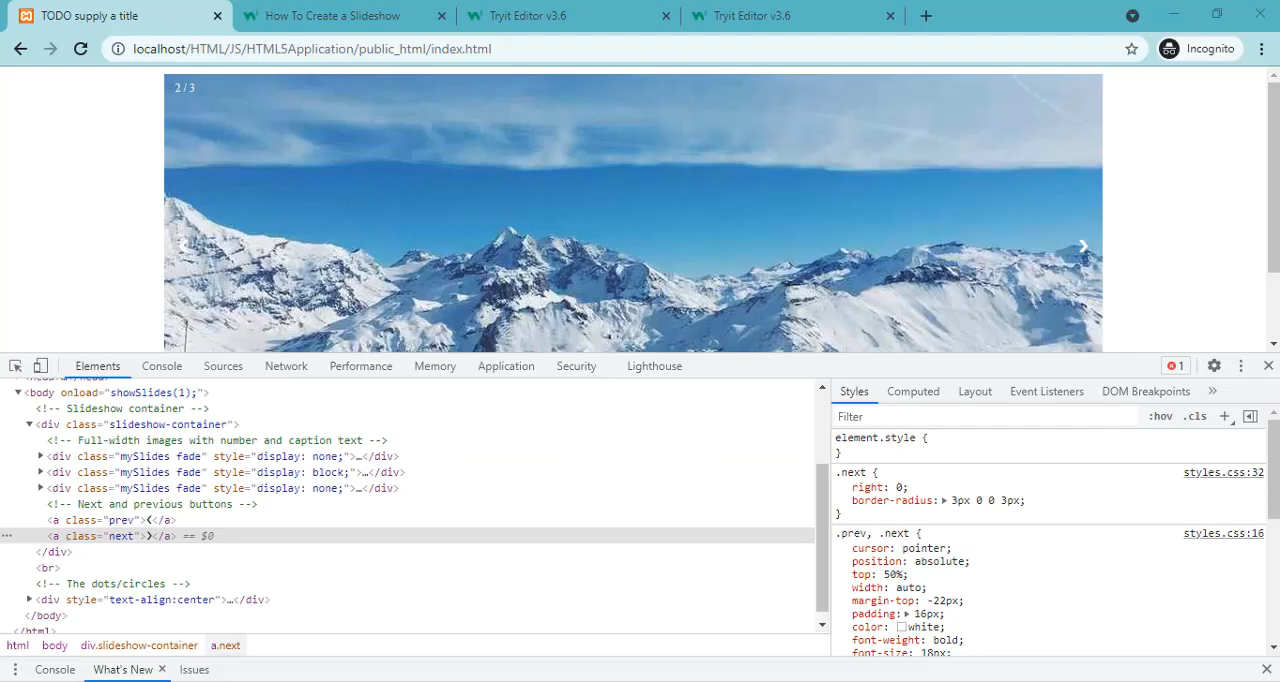 TODO supply a title
How To Create a Slideshow
Tryit Editor v3.6
Tryit Editor v3.6
localhost/HTML/JS/HTML5Application/public_html/index.html
Incognito
2 / 3
❯
Elements Console Sources Network Performance Memory Application Security Lighthouse
1
<body onload="showSlides(1);">
<!-- Slideshow container -->
<div class="slideshow-container">
<!-- Full-width images with number and caption text -->
<div class="mySlides fade" style="display: none;">…</div>
<div class="mySlides fade" style="display: block;">…</div>
<div class="mySlides fade" style="display: none;">…</div>
<!-- Next and previous buttons -->
<a class="prev">❮</a>
<a class="next">❯</a> == $0
</div>
<br>
<!-- The dots/circles -->
<div style="text-align:center">…</div>
</body>
</html>
html body div.slideshow-container a.next
Styles Computed Layout Event Listeners DOM Breakpoints »
Filter :hov .cls +
element.style {
}
.next { styles.css:32
right: 0;
border-radius: 3px 0 0 3px;
}
.prev, .next { styles.css:16
cursor: pointer;
position: absolute;
top: 50%;
width: auto;
margin-top: -22px;
padding: 16px;
color: white;
font-weight: bold;
font-size: 18px;
Console What's New Issues